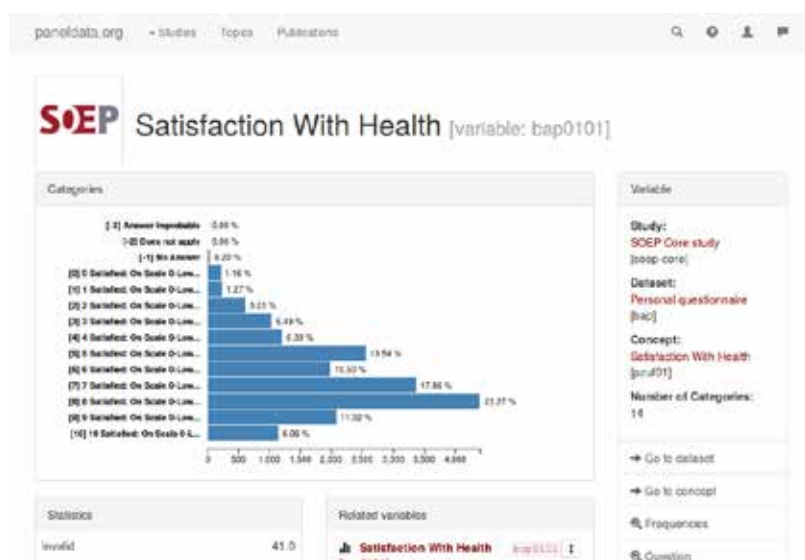 paneldata.org Studies Topics Publications
SOEP Satisfaction With Health [variable: bap0101]
Categories
[-3] Answer Improbable 0.00 %
[-2] Does not apply 0.00 %
[-1] No Answer 0.20 %
[0] 0 Satisfied: On Scale 0-Low... 1.16 %
[1] 1 Satisfied: On Scale 0-Low... 1.27 %
[2] 2 Satisfied: On Scale 0-Low...
[3] 3 Satisfied: On Scale 0-Low... 5.49 %
[4] 4 Satisfied: On Scale 0-Low...
[5] 5 Satisfied: On Scale 0-Low... 13.54 %
[6] 6 Satisfied: On Scale 0-Low... 10.50 %
[7] 7 Satisfied: On Scale 0-Low... 17.86 %
[8] 8 Satisfied: On Scale 0-Low... 23.27 %
[9] 9 Satisfied: On Scale 0-Low... 11.02 %
[10] 10 Satisfied: On Scale 0-L... 6.06 %
0 500 1,000 1,500 2,000 2,500 3,000 3,500 4,000
Variable
Study:
SOEP Core study
[soep-core]
Dataset:
Personal questionnaire
[bap]
Concept:
Satisfaction With Health
Number of Categories:
14
Go to dataset
Go to concept
Frequencies
Question
Statistics
invalid 41.0
Related variables
Satisfaction With Health bap0101